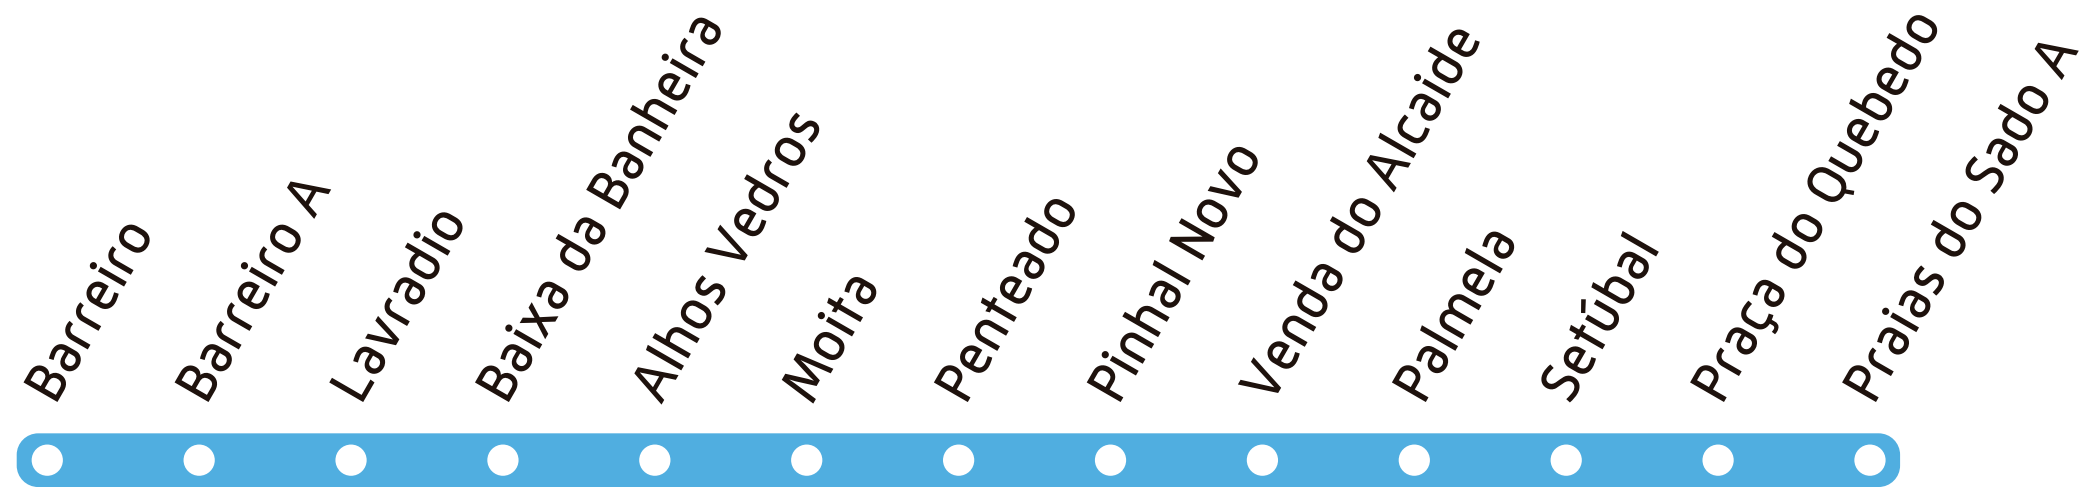 Barreiro
Barreiro A
Lavradio
Baixa da Banheira
Alhos Vedros
Moita
Penteado
Pinhal Novo
Venda do Alcaide
Palmela
Setúbal
Praça do Quebedo
Praias do Sado A